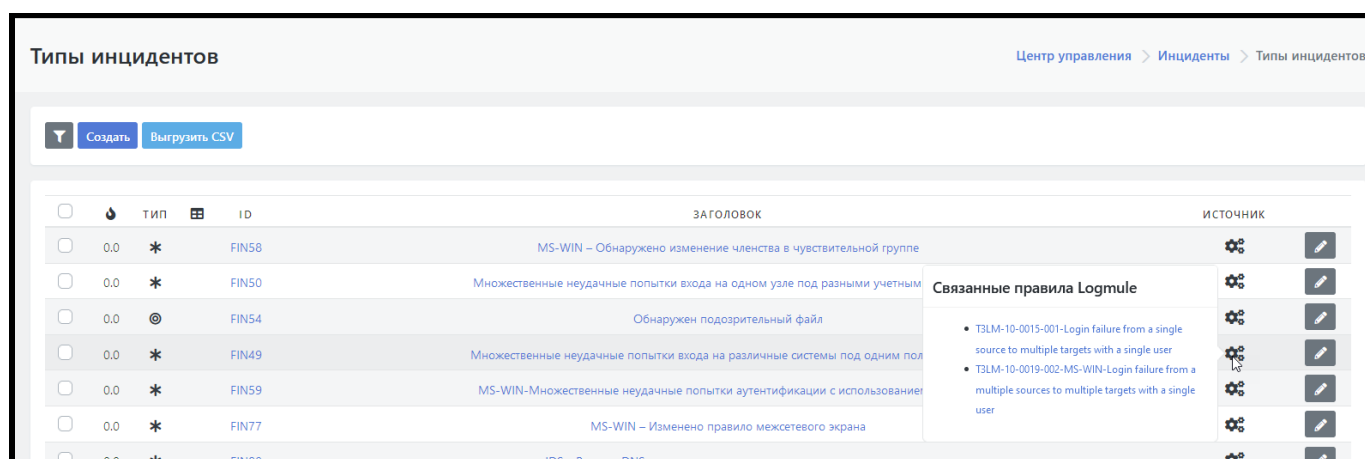 Типы инцидентов
Центр управления > Инциденты > Типы инцидентов
Создать Выгрузить CSV
ТИП ID ЗАГОЛОВОК ИСТОЧНИК
0.0 FIN58 MS-WIN – Обнаружено изменение членства в чувствительной группе
0.0 FIN50 Множественные неудачные попытки входа на одном узле под разными учетным
0.0 FIN54 Обнаружен подозрительный файл
0.0 FIN49 Множественные неудачные попытки входа на различные системы под одним пол
0.0 FIN59 MS-WIN-Множественные неудачные попытки аутентификации с использованием
0.0 FIN77 MS-WIN – Изменено правило межсетевого экрана
Связанные правила Logmule
T3LM-10-0015-001-Login failure from a single
source to multiple targets with a single user
T3LM-10-0019-002-MS-WIN-Login failure from a
multiple sources to multiple targets with a single
user